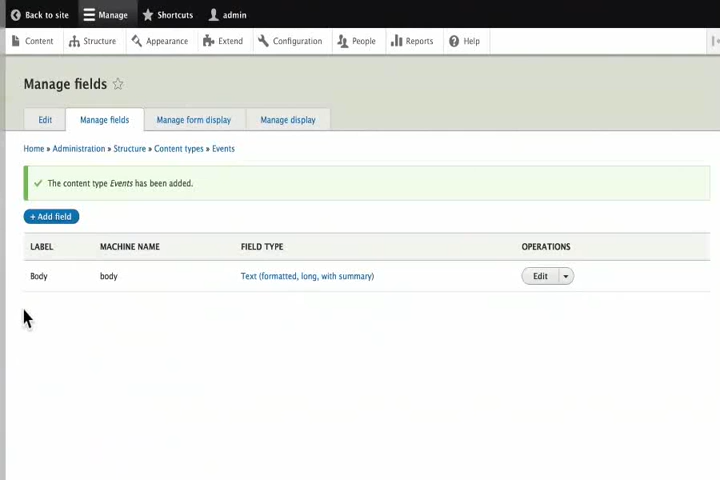 Back to site Manage Shortcuts admin
Content Structure Appearance Extend Configuration People Reports Help
Manage fields
Edit Manage fields Manage form display Manage display
Home » Administration » Structure » Content types » Events
The content type Events has been added.
+ Add field
LABEL MACHINE NAME FIELD TYPE OPERATIONS
Body body Text (formatted, long, with summary) Edit